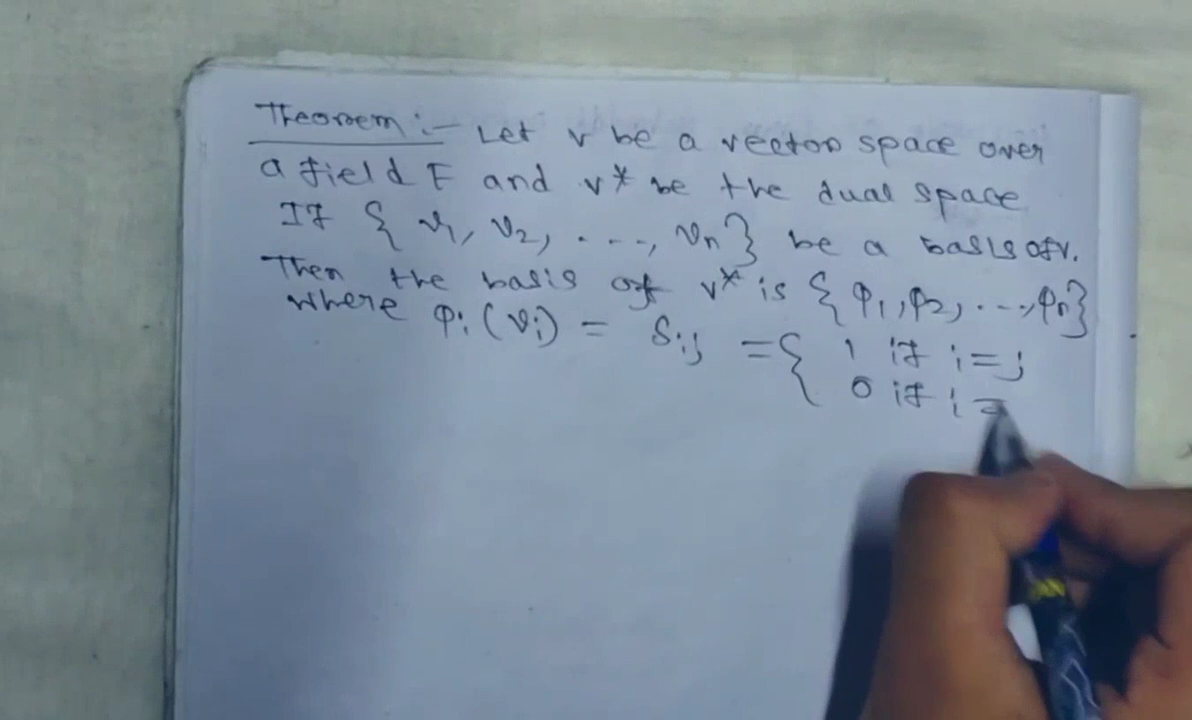 Theorem :- Let V be a vector space over
a field F and V* be the dual space
If { v1, v2, ..., vn } be a basis of V.
Then the basis of V* is { φ1, φ2, ..., φn }
where φi (vi) = δij = { 1 if i = j
0 if i =